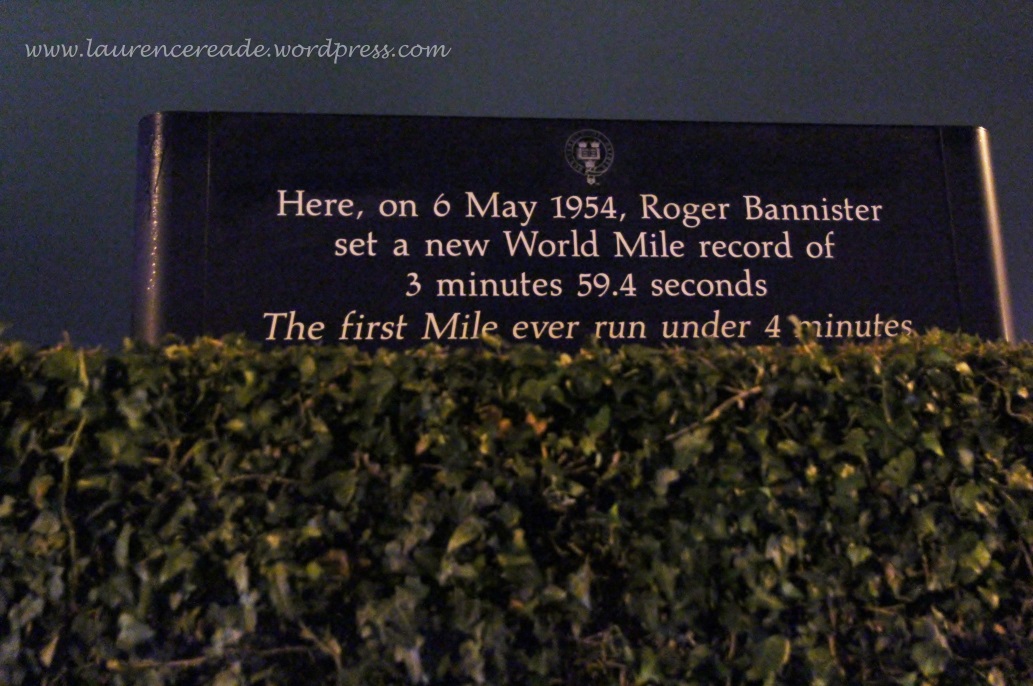 www.laurencereade.wordpress.com
Here, on 6 May 1954, Roger Bannister
set a new World Mile record of
3 minutes 59.4 seconds
The first Mile ever run under 4 minutes